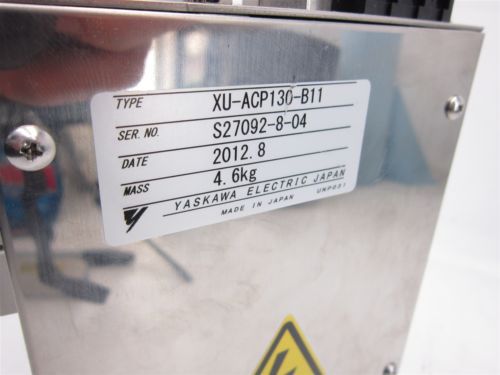 TYPE XU-ACP130-B11
SER. NO. S27092-8-04
DATE 2012.8
MASS 4.6kg
YASKAWA ELECTRIC JAPAN
MADE IN JAPAN UNP051